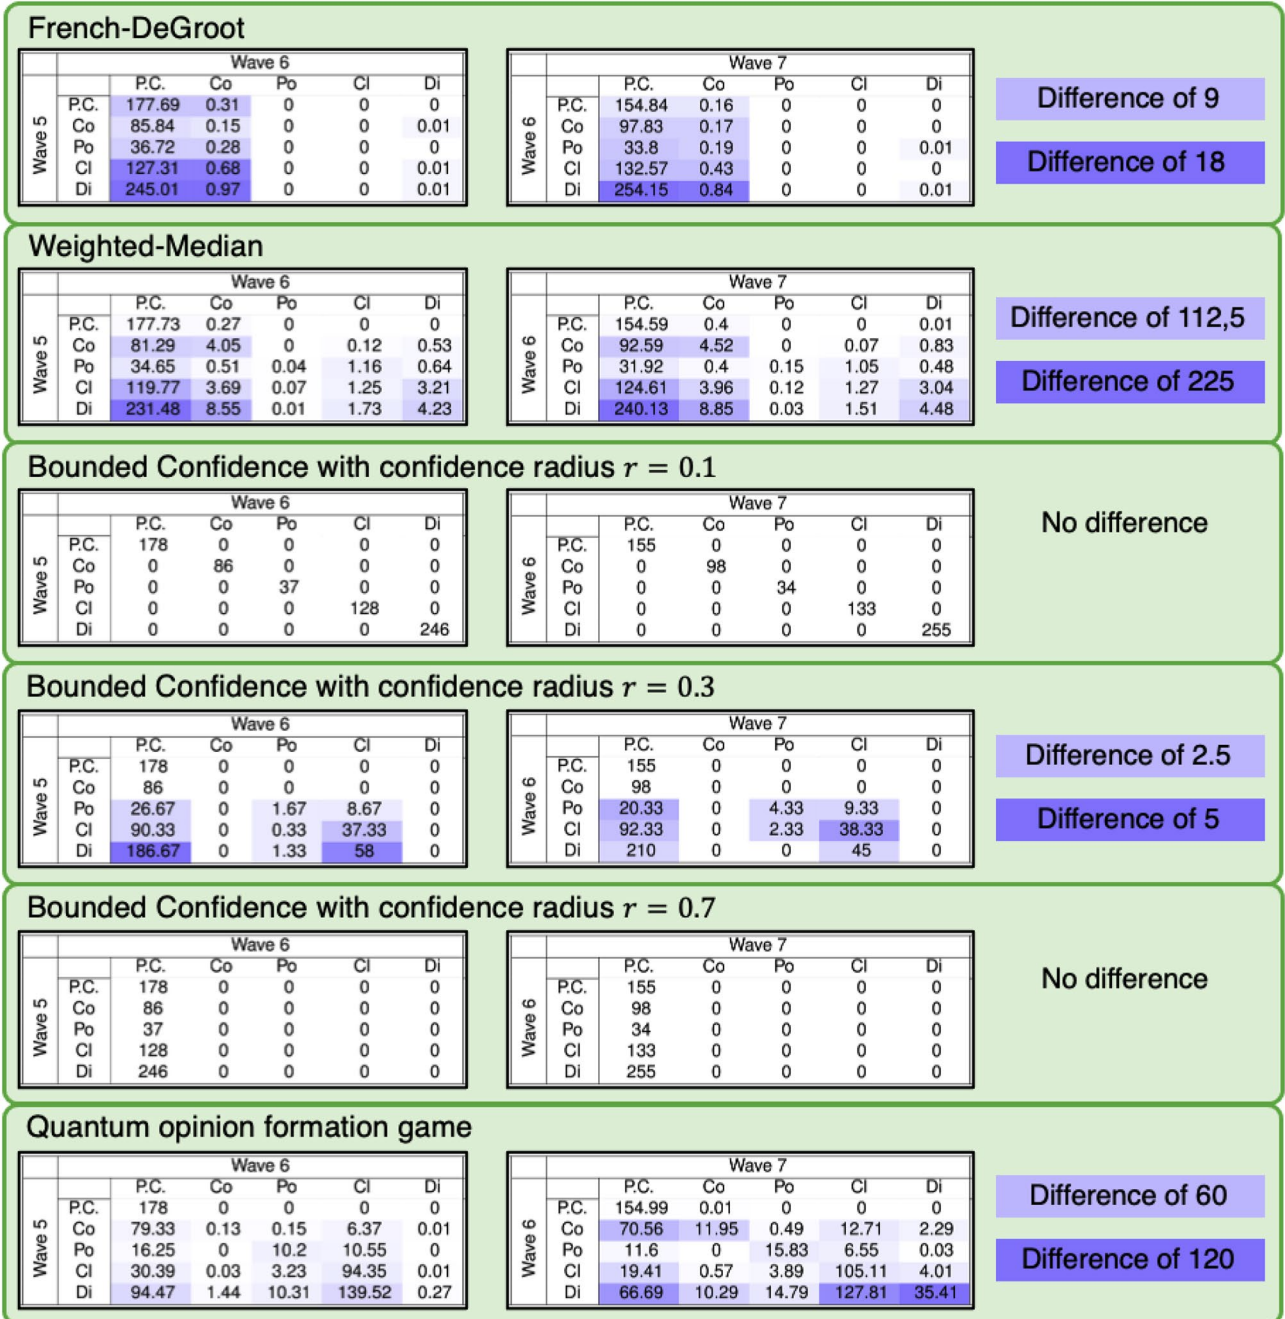 French-DeGroot
Wave 6
P.C. Co Po Cl Di
Wave 5
P.C. 177.69 0.31 0 0 0
Co 85.84 0.15 0 0 0.01
Po 36.72 0.28 0 0 0
Cl 127.31 0.68 0 0 0.01
Di 245.01 0.97 0 0 0.01
Wave 7
P.C. Co Po Cl Di
Wave 6
P.C. 154.84 0.16 0 0 0
Co 97.83 0.17 0 0 0
Po 33.8 0.19 0 0 0.01
Cl 132.57 0.43 0 0 0
Di 254.15 0.84 0 0 0.01
Difference of 9
Difference of 18
Weighted-Median
Wave 6
P.C. Co Po Cl Di
Wave 5
P.C. 177.73 0.27 0 0 0
Co 81.29 4.05 0 0.12 0.53
Po 34.65 0.51 0.04 1.16 0.64
Cl 119.77 3.69 0.07 1.25 3.21
Di 231.48 8.55 0.01 1.73 4.23
Wave 7
P.C. Co Po Cl Di
Wave 6
P.C. 154.59 0.4 0 0 0.01
Co 92.59 4.52 0 0.07 0.83
Po 31.92 0.4 0.15 1.05 0.48
Cl 124.61 3.96 0.12 1.27 3.04
Di 240.13 8.85 0.03 1.51 4.48
Difference of 112,5
Difference of 225
Bounded Confidence with confidence radius r = 0.1
Wave 6
P.C. Co Po Cl Di
Wave 5
P.C. 178 0 0 0 0
Co 0 86 0 0 0
Po 0 0 37 0 0
Cl 0 0 0 128 0
Di 0 0 0 0 246
Wave 7
P.C. Co Po Cl Di
Wave 6
P.C. 155 0 0 0 0
Co 0 98 0 0 0
Po 0 0 34 0 0
Cl 0 0 0 133 0
Di 0 0 0 0 255
No difference
Bounded Confidence with confidence radius r = 0.3
Wave 6
P.C. Co Po Cl Di
Wave 5
P.C. 178 0 0 0 0
Co 86 0 0 0 0
Po 26.67 0 1.67 8.67 0
Cl 90.33 0 0.33 37.33 0
Di 186.67 0 1.33 58 0
Wave 7
P.C. Co Po Cl Di
Wave 6
P.C. 155 0 0 0 0
Co 98 0 0 0 0
Po 20.33 0 4.33 9.33 0
Cl 92.33 0 2.33 38.33 0
Di 210 0 0 45 0
Difference of 2.5
Difference of 5
Bounded Confidence with confidence radius r = 0.7
Wave 6
P.C. Co Po Cl Di
Wave 5
P.C. 178 0 0 0 0
Co 86 0 0 0 0
Po 37 0 0 0 0
Cl 128 0 0 0 0
Di 246 0 0 0 0
Wave 7
P.C. Co Po Cl Di
Wave 6
P.C. 155 0 0 0 0
Co 98 0 0 0 0
Po 34 0 0 0 0
Cl 133 0 0 0 0
Di 255 0 0 0 0
No difference
Quantum opinion formation game
Wave 6
P.C. Co Po Cl Di
Wave 5
P.C. 178 0 0 0 0
Co 79.33 0.13 0.15 6.37 0.01
Po 16.25 0 10.2 10.55 0
Cl 30.39 0.03 3.23 94.35 0.01
Di 94.47 1.44 10.31 139.52 0.27
Wave 7
P.C. Co Po Cl Di
Wave 6
P.C. 154.99 0.01 0 0 0
Co 70.56 11.95 0.49 12.71 2.29
Po 11.6 0 15.83 6.55 0.03
Cl 19.41 0.57 3.89 105.11 4.01
Di 66.69 10.29 14.79 127.81 35.41
Difference of 60
Difference of 120